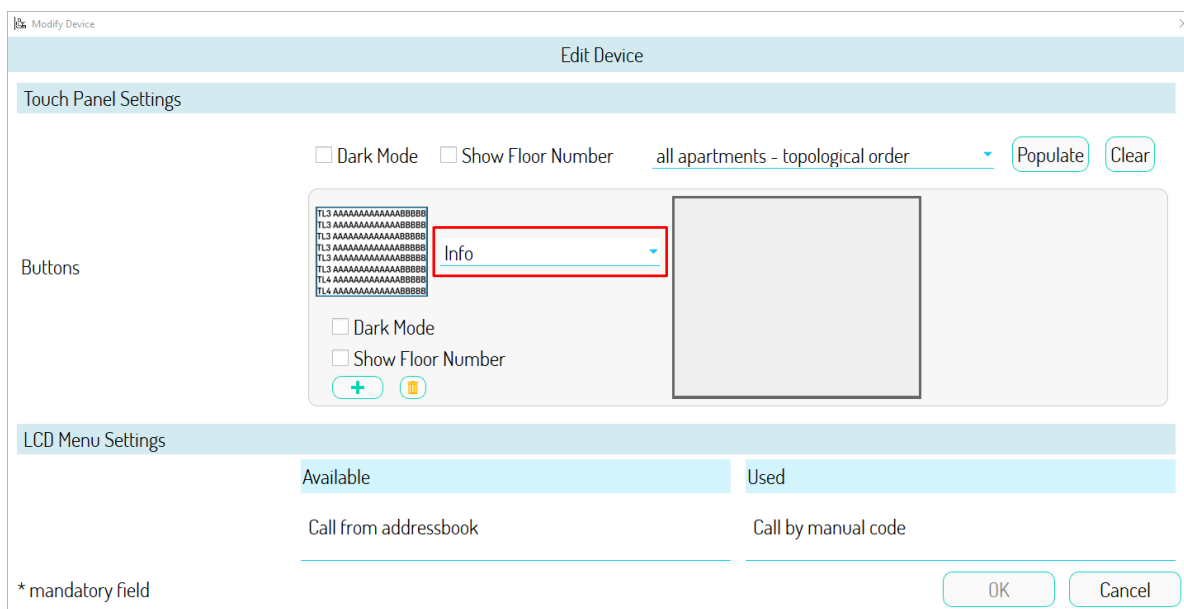 Modify Device
Edit Device
Touch Panel Settings
Dark Mode Show Floor Number all apartments - topological order Populate Clear
TL3 AAAAAAAAAAAAABBBBB
TL3 AAAAAAAAAAAAABBBBB
TL3 AAAAAAAAAAAAABBBBB
TL3 AAAAAAAAAAAAABBBBB
TL3 AAAAAAAAAAAAABBBBB
TL3 AAAAAAAAAAAAABBBBB
TL4 AAAAAAAAAAAAABBBBB
TL4 AAAAAAAAAAAAABBBBB
Info
Buttons
Dark Mode
Show Floor Number
LCD Menu Settings
Available Used
Call from addressbook Call by manual code
* mandatory field OK Cancel